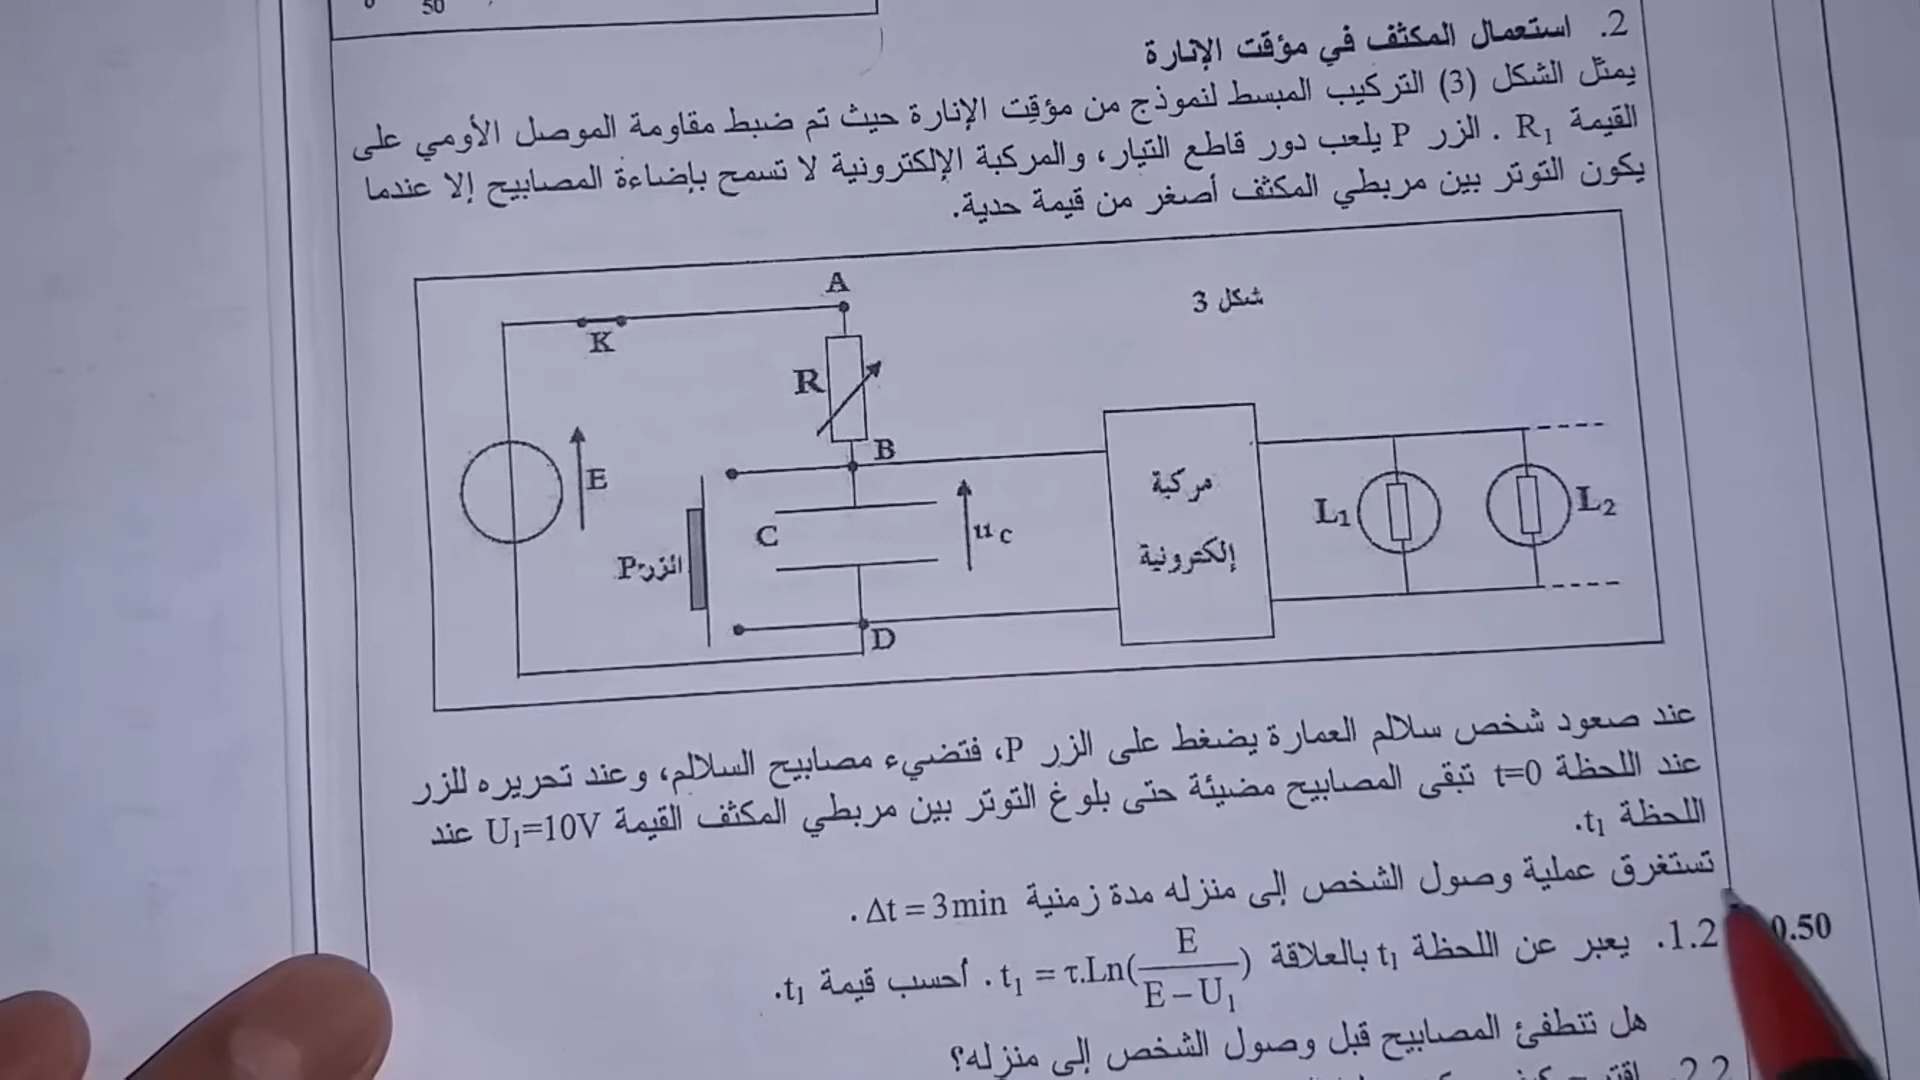 50
2. استعمال المكثف في مؤقت الإنارة
يمثل الشكل (3) التركيب المبسط لنموذج من مؤقت الإنارة حيث تم ضبط مقاومة الموصل الأومي على
القيمة R₁ . الزر P يلعب دور قاطع التيار، والمركبة الإلكترونية لا تسمح بإضاءة المصابيح إلا عندما
يكون التوتر بين مربطي المكثف أصغر من قيمة حدية.
شكل 3
A
K
R
B
E
C
u_C
الزر P
D
مركبة
إلكترونية
L₁
L₂
عند صعود شخص سلالم العمارة يضغط على الزر P، فتضيء مصابيح السلالم، وعند تحريره للزر
عند اللحظة t=0 تبقى المصابيح مضيئة حتى بلوغ التوتر بين مربطي المكثف القيمة U₁=10V عند
اللحظة t₁.
تستغرق عملية وصول الشخص إلى منزله مدة زمنية Δt = 3min .
0.50
1.2. يعبر عن اللحظة t₁ بالعلاقة t₁ = τ.Ln(E/(E−U₁)) . أحسب قيمة t₁.
هل تنطفئ المصابيح قبل وصول الشخص إلى منزله؟
2.2.